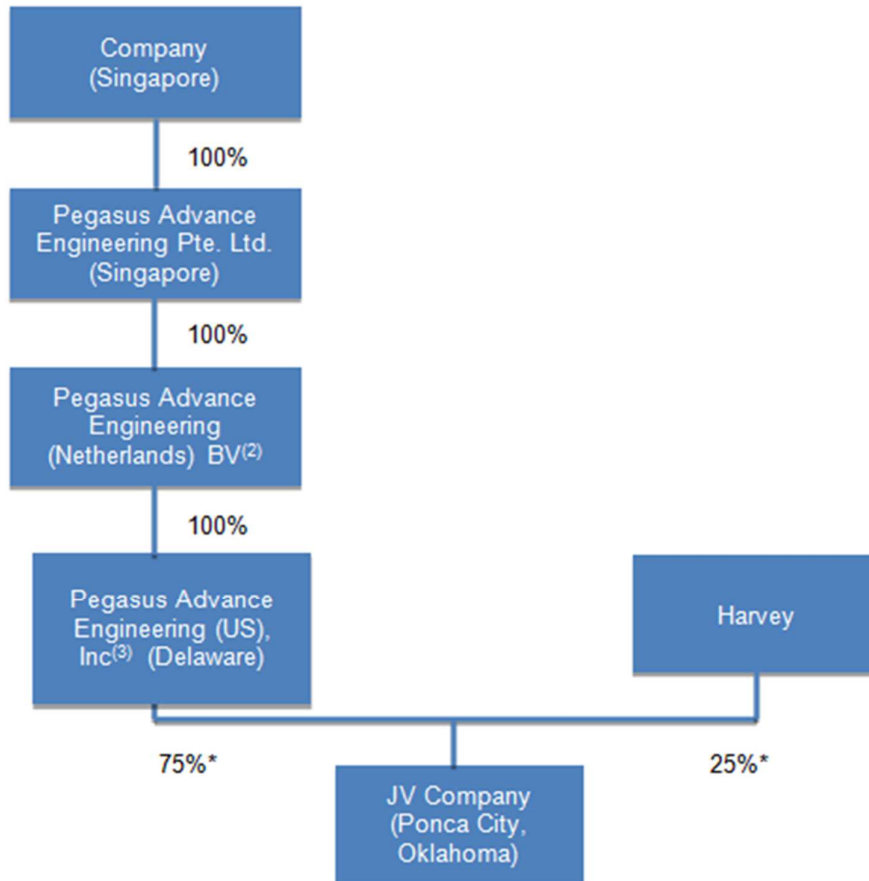 Company
(Singapore)
100%
Pegasus Advance
Engineering Pte. Ltd.
(Singapore)
100%
Pegasus Advance
Engineering
(Netherlands) BV(2)
100%
Pegasus Advance
Engineering (US),
Inc(3) (Delaware)
Harvey
75%*
25%*
JV Company
(Ponca City,
Oklahoma)